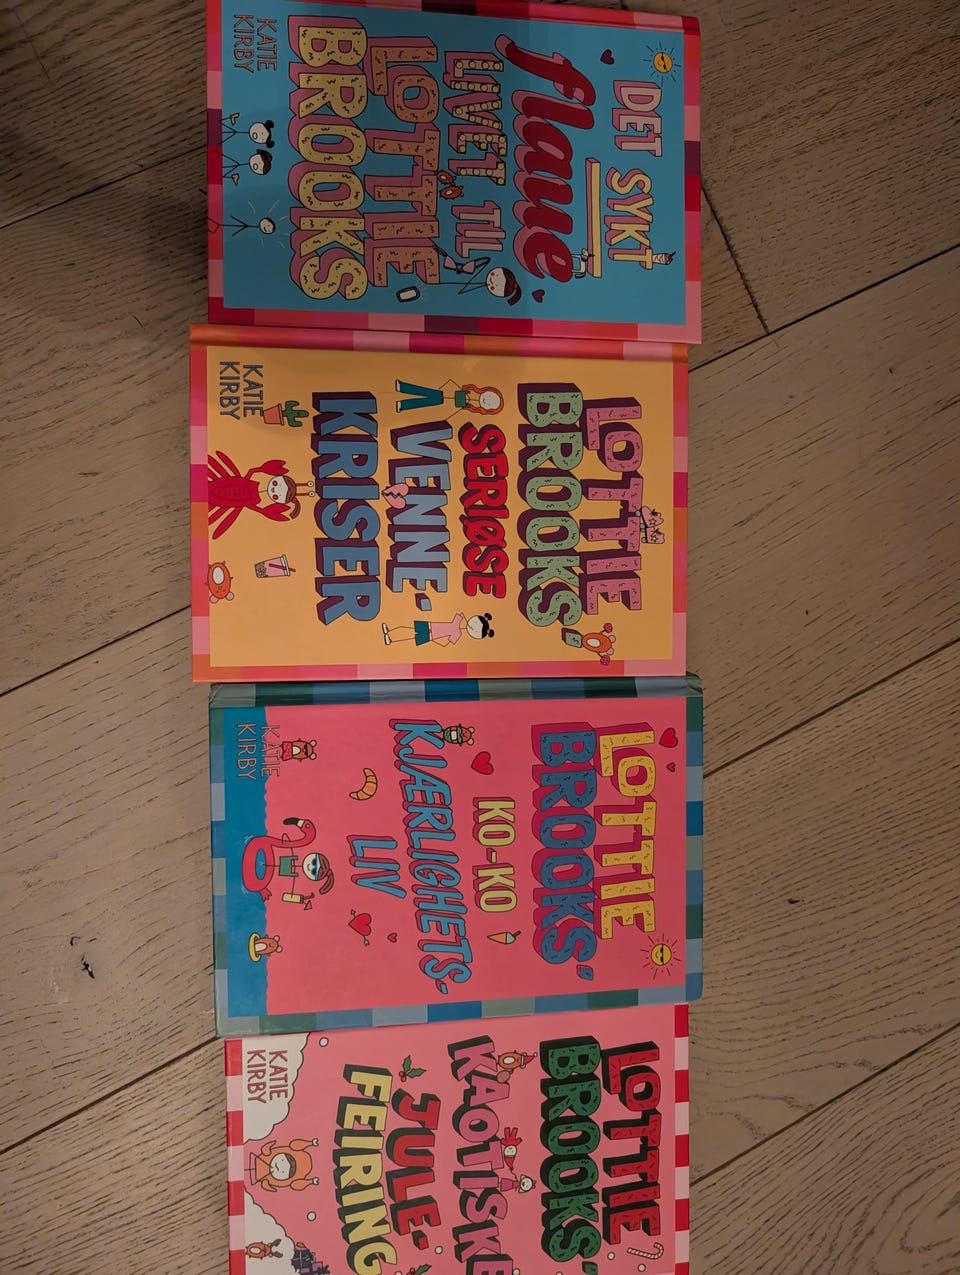 DET SYKT
flaue
LIVET TIL
LOTTIE
BROOKS
KATIE
KIRBY
LOTTIE
BROOKS'
SERIØSE
VENNE-
KRISER
KATIE
KIRBY
LOTTIE
BROOKS'
KO-KO
KJÆRLIGHETS-
LIV
KATIE
KIRBY
LOTTIE
BROOKS'
KAOTISKE
JULE-
FEIRING
KATIE
KIRBY